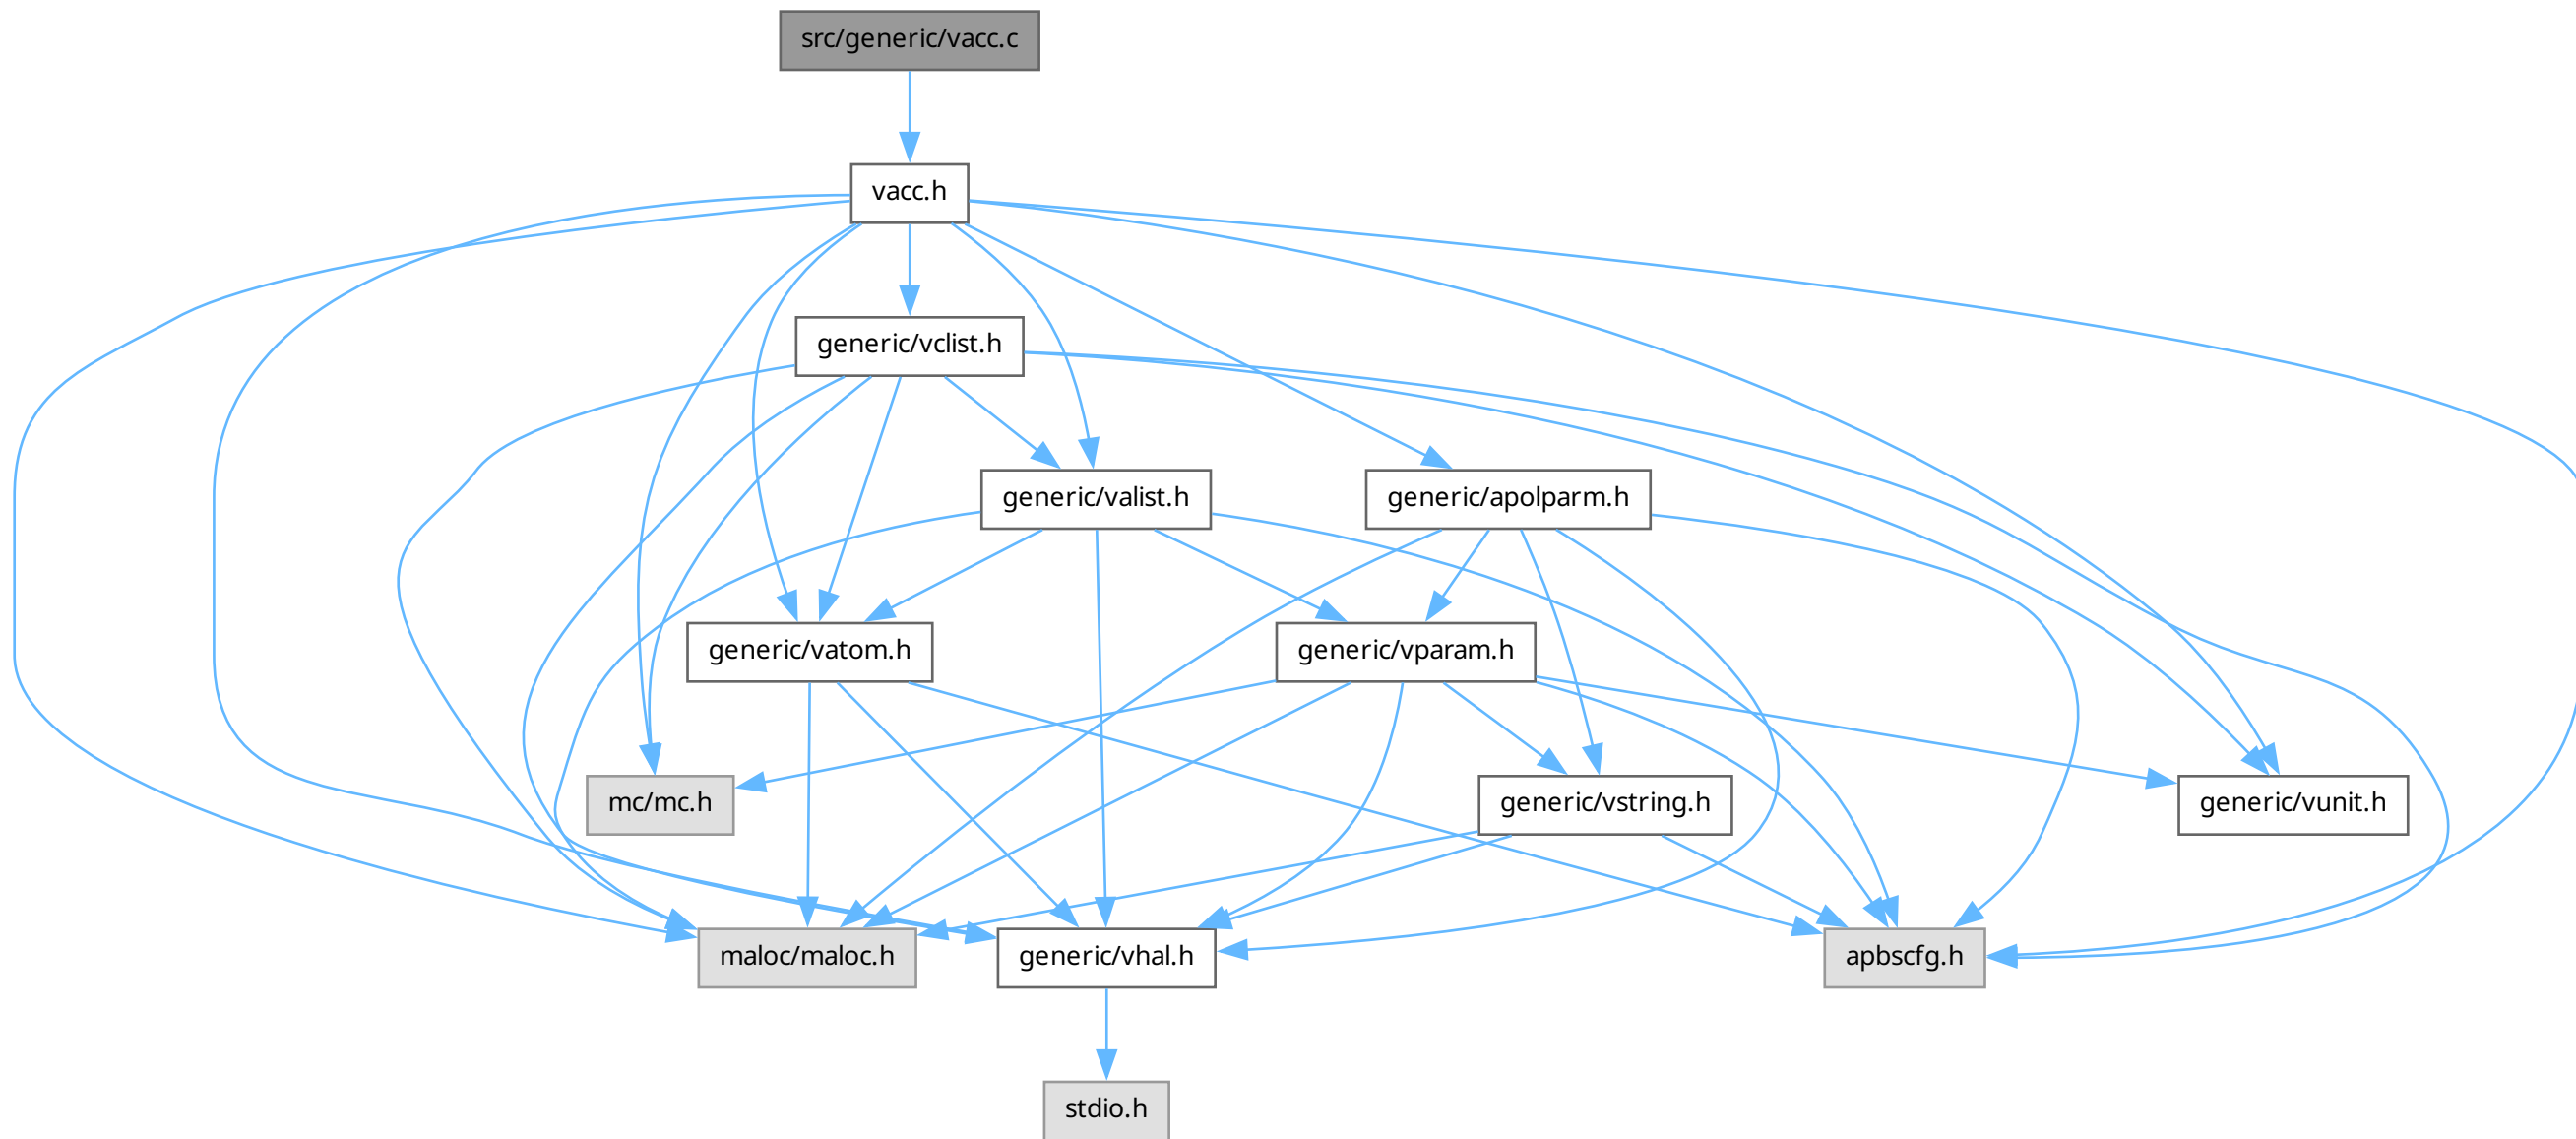 src/generic/vacc.c
vacc.h
generic/vclist.h
generic/valist.h
generic/apolparm.h
generic/vatom.h
generic/vparam.h
mc/mc.h
generic/vstring.h
generic/vunit.h
maloc/maloc.h
generic/vhal.h
apbscfg.h
stdio.h